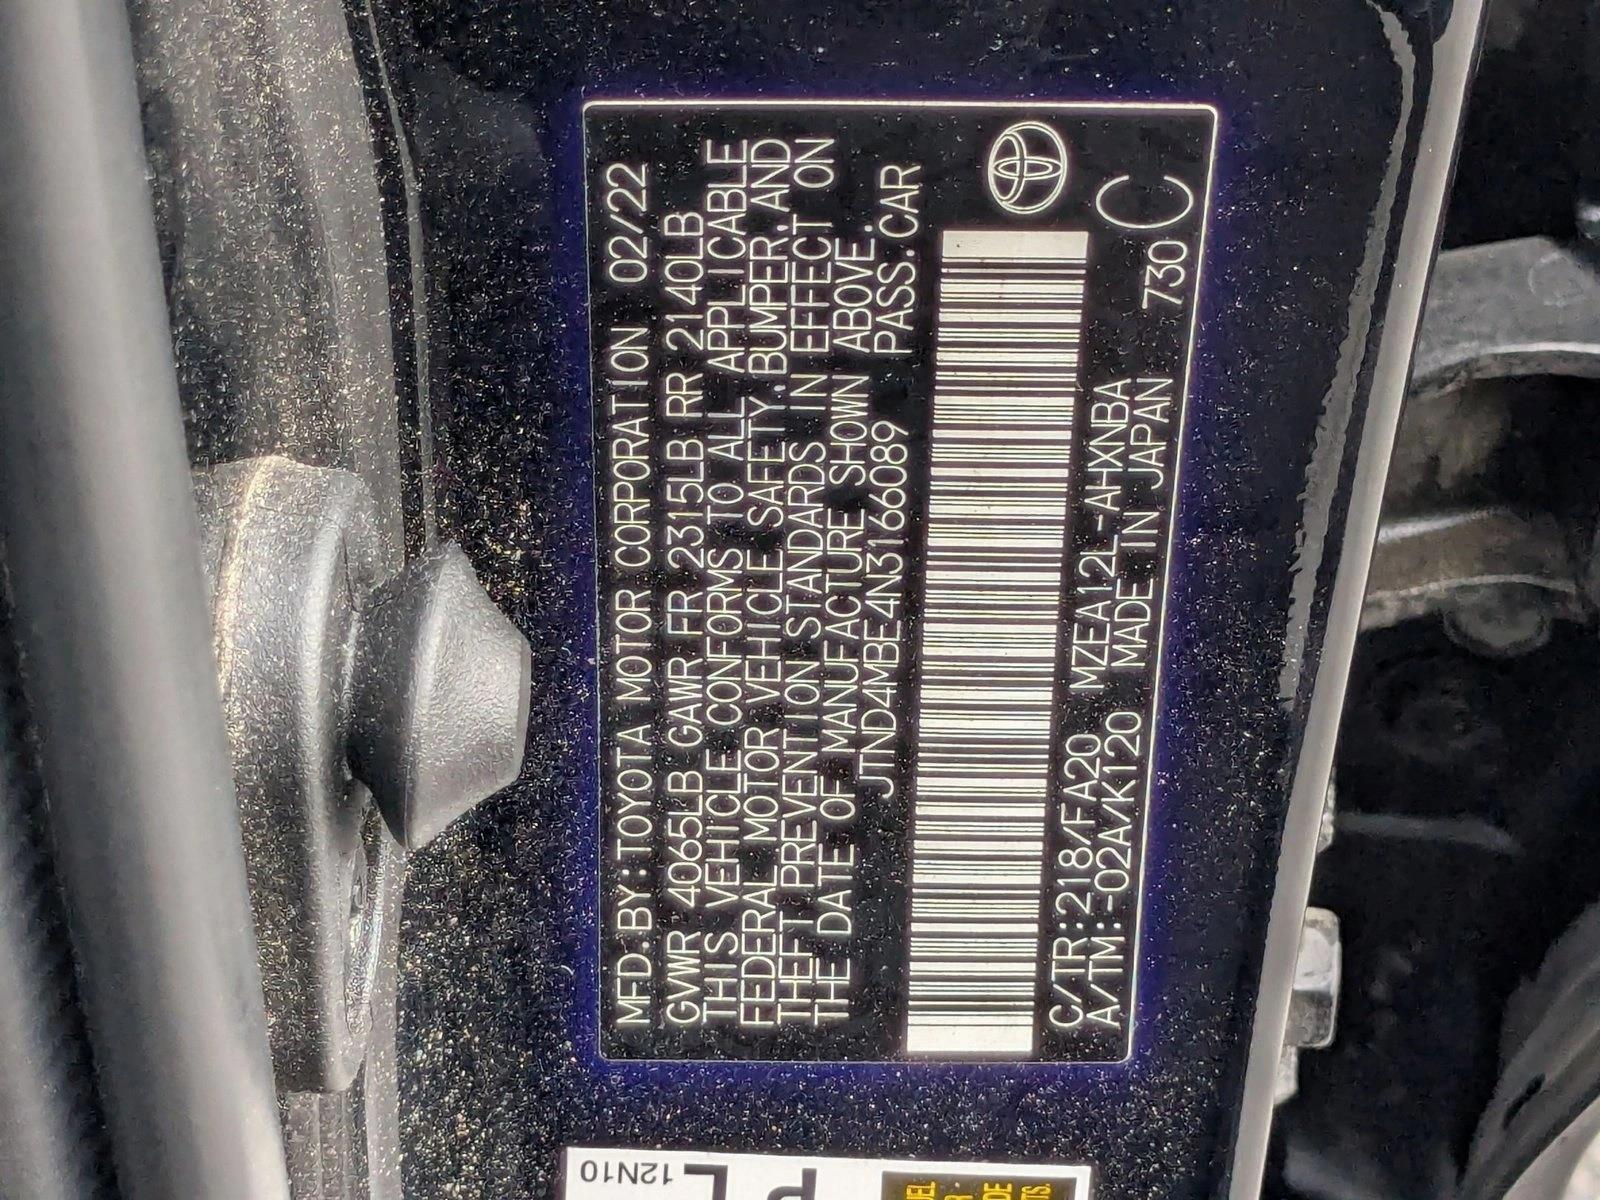 MFD.BY:TOYOTA MOTOR CORPORATION 02/22
GVWR 4065LB GAWR FR 2315LB RR 2140LB
THIS VEHICLE CONFORMS TO ALL APPLICABLE
FEDERAL MOTOR VEHICLE SAFETY,BUMPER,AND
THEFT PREVENTION STANDARDS IN EFFECT ON
THE DATE OF MANUFACTURE SHOWN ABOVE.
JTND4MBE4N3166089 PASS.CAR
C/TR:218/FA20 MZEA12L-AHXNBA 730 C
A/TM:-02A/K120 MADE IN JAPAN
12N10